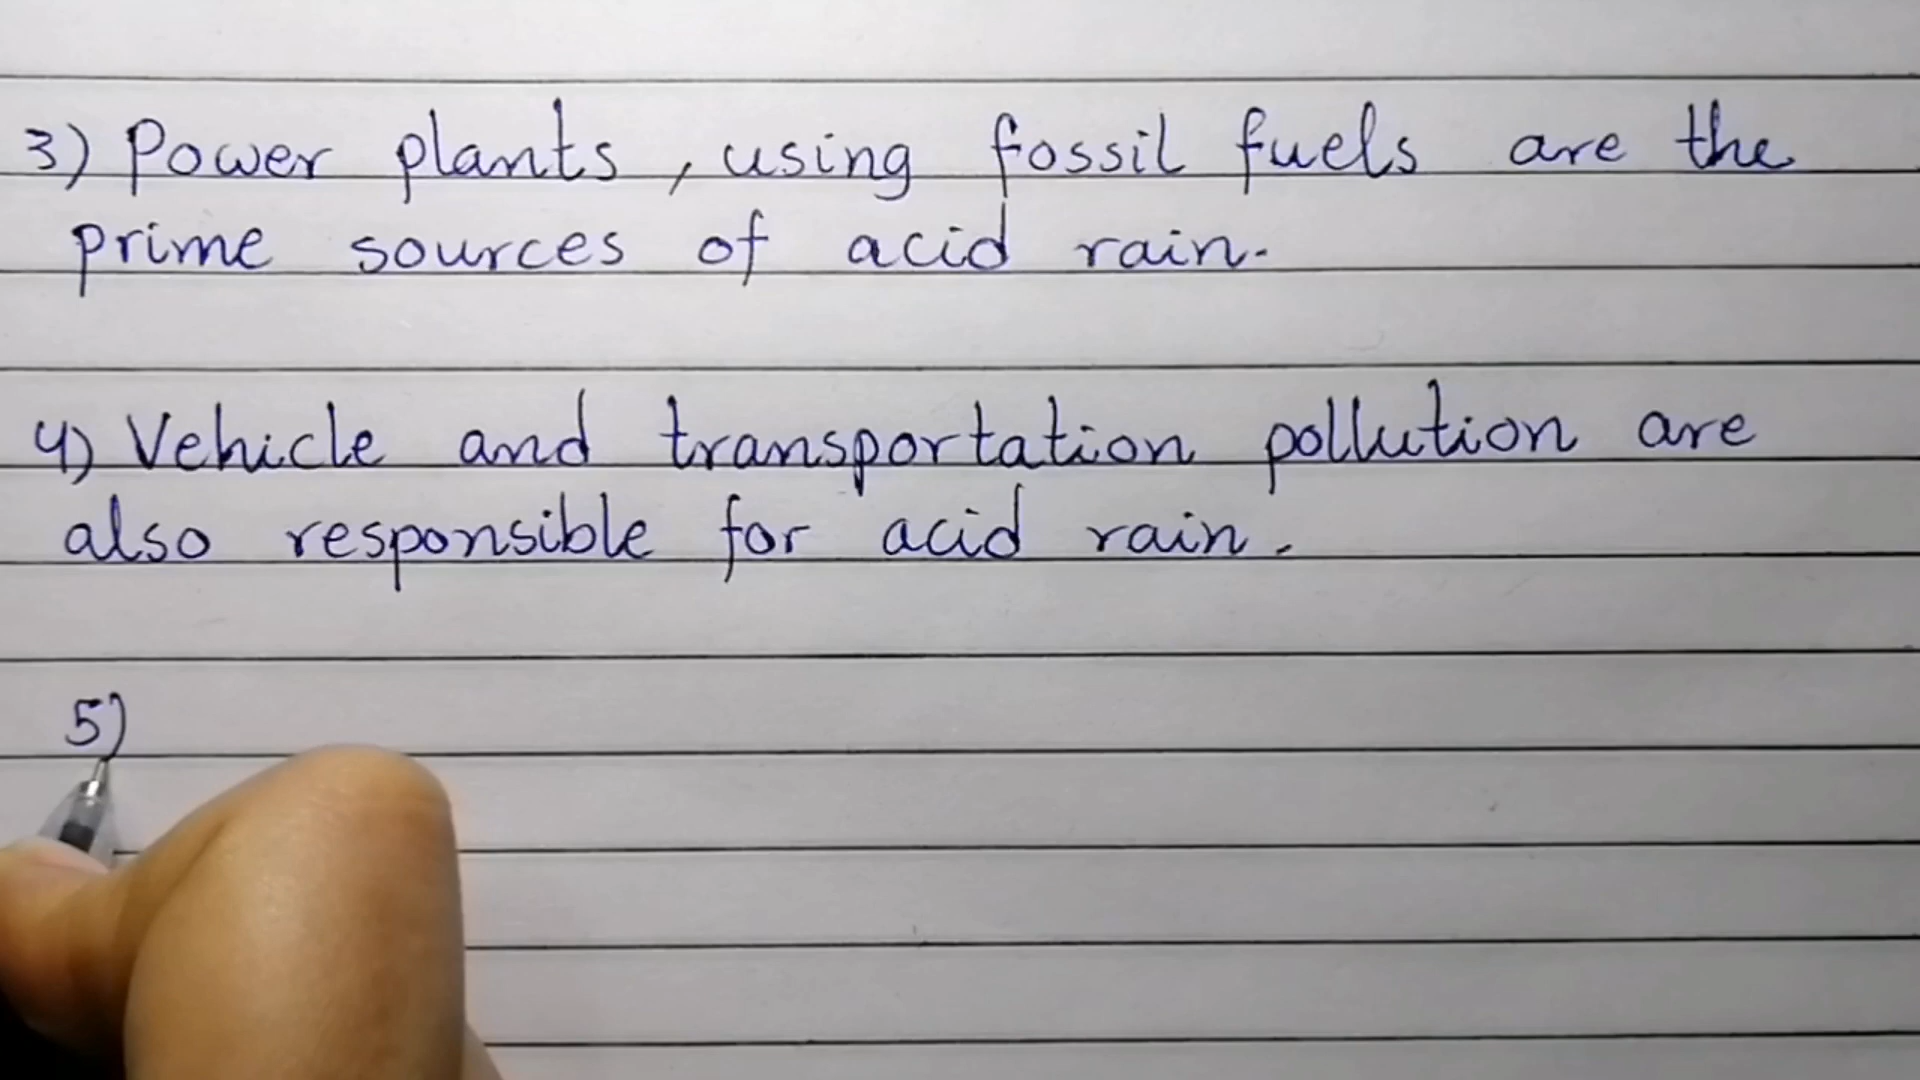 3) Power plants, using fossil fuels are the
prime sources of acid rain.
4) Vehicle and transportation pollution are
also responsible for acid rain.
5)